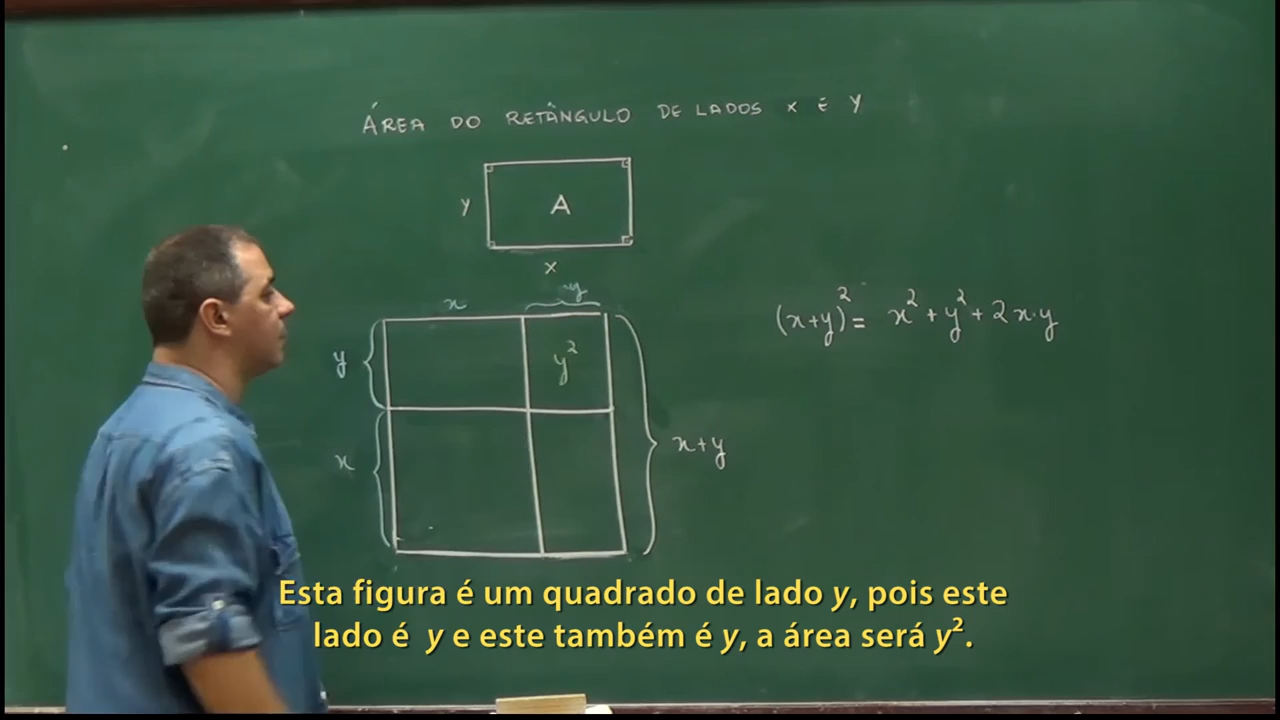 ÁREA DO RETÂNGULO DE LADOS X E Y
y
A
x
x
y
y
y²
(x+y)² = x² + y² + 2x·y
x
x+y
Esta figura é um quadrado de lado y, pois este
lado é y e este também é y, a área será y².